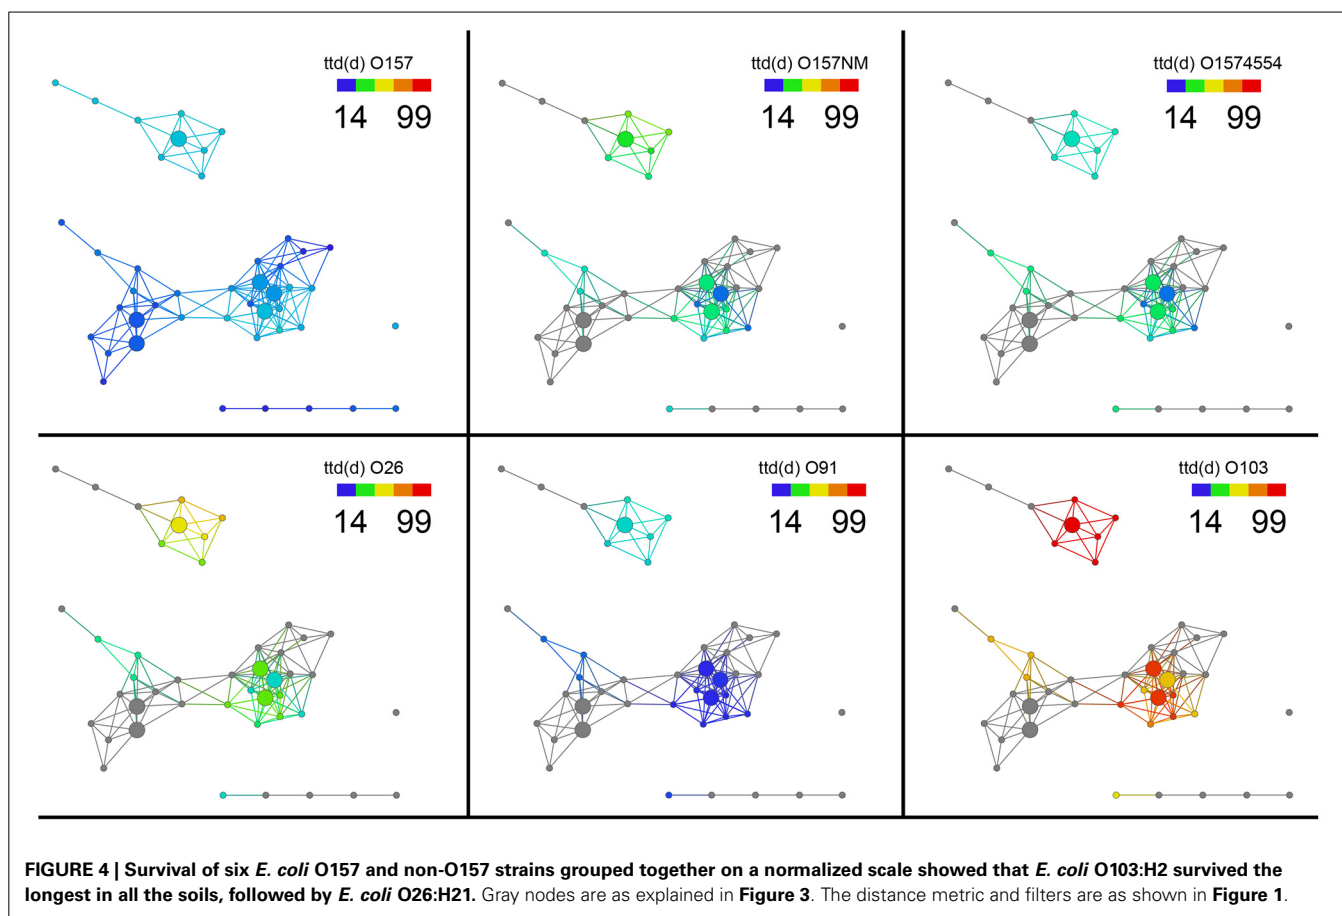 ttd(d) O157
14 99
ttd(d) O157NM
14 99
ttd(d) O1574554
14 99
ttd(d) O26
14 99
ttd(d) O91
14 99
ttd(d) O103
14 99
FIGURE 4 | Survival of six E. coli O157 and non-O157 strains grouped together on a normalized scale showed that E. coli O103:H2 survived the
longest in all the soils, followed by E. coli O26:H21. Gray nodes are as explained in Figure 3. The distance metric and filters are as shown in Figure 1.